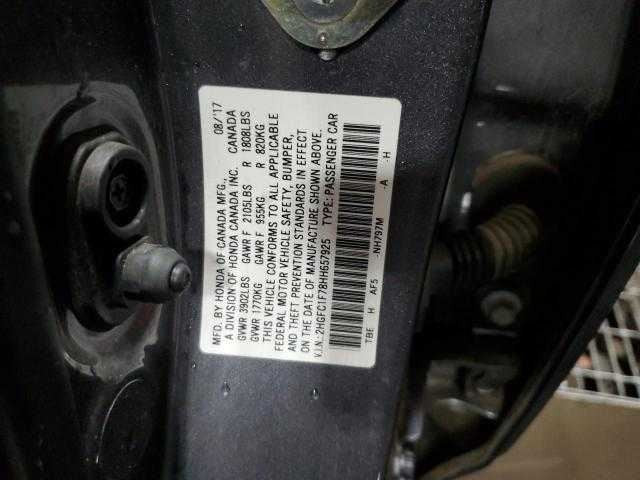 MFD. BY HONDA OF CANADA MFG., 08/'17
A DIVISION OF HONDA CANADA INC. CANADA
GVWR 3902LBS GAWR F 2105LBS R 1808LBS
GVWR 1770KG GAWR F 955KG R 820KG
THIS VEHICLE CONFORMS TO ALL APPLICABLE
FEDERAL MOTOR VEHICLE SAFETY, BUMPER,
AND THEFT PREVENTION STANDARDS IN EFFECT
ON THE DATE OF MANUFACTURE SHOWN ABOVE.
V.I.N.: 2HGFC1F78HH657925 TYPE: PASSENGER CAR
TBE H AF5 -NH797M -A -H